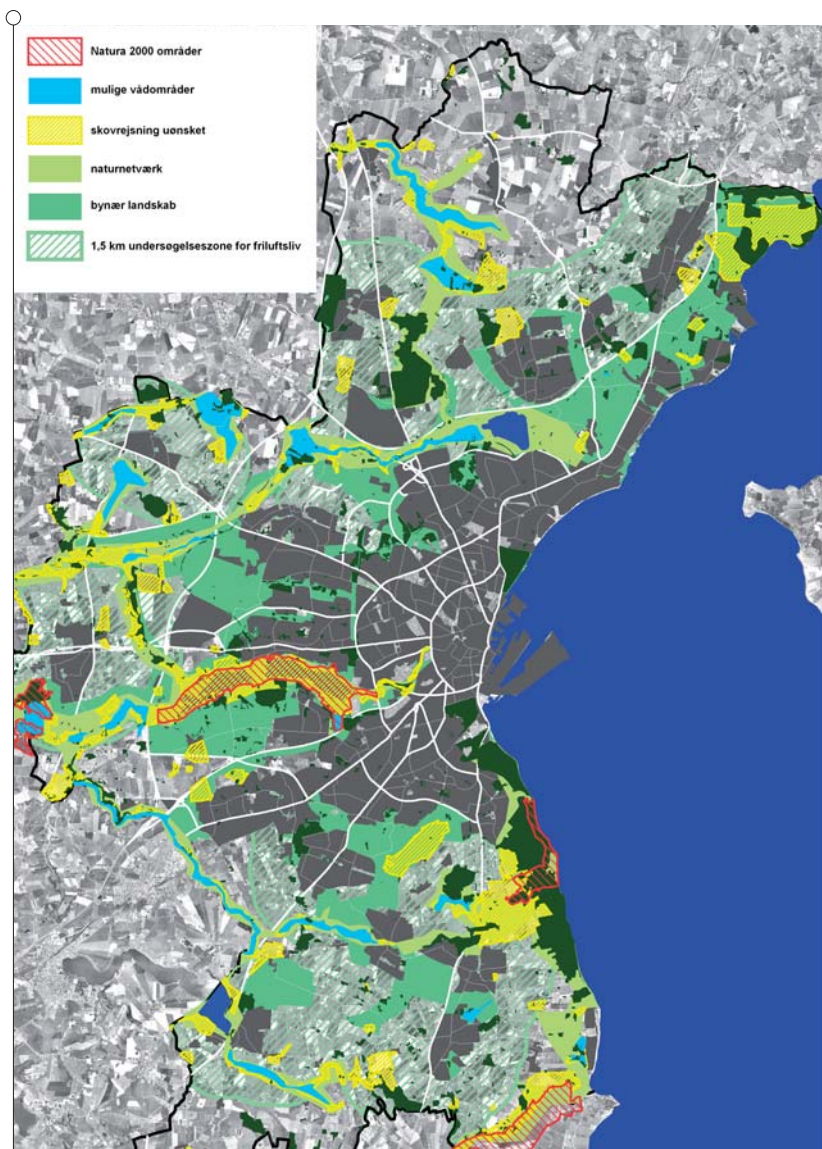 Natura 2000 områder
mulige vådområder
skovrejsning uønsket
naturnetværk
bynær landskab
1,5 km undersøgelseszone for friluftsliv